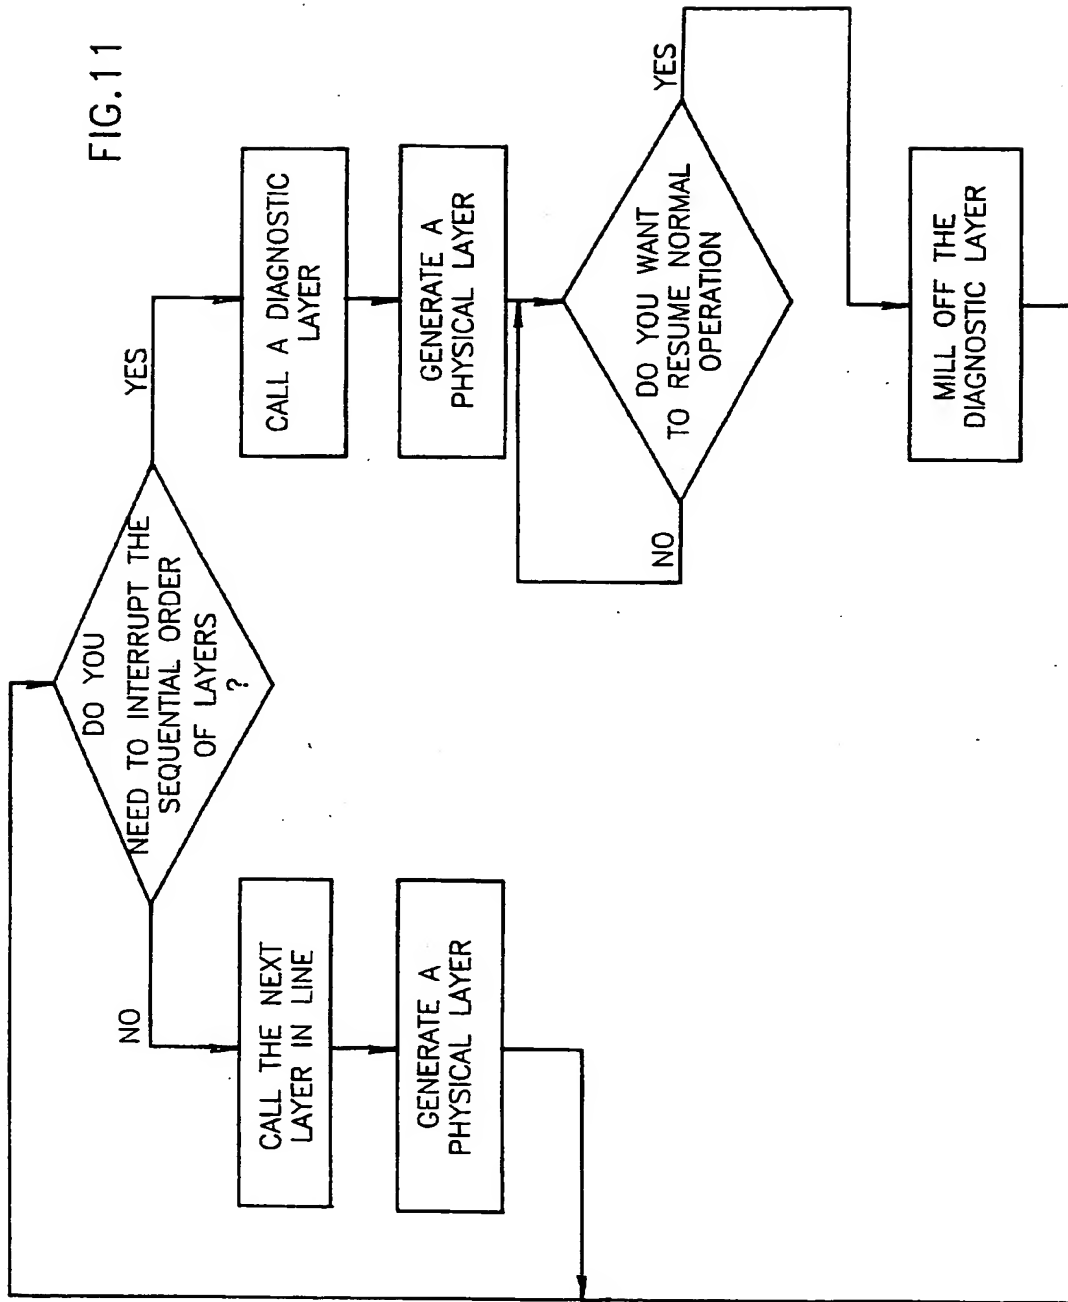 FIG.11
DO YOU
NEED TO INTERRUPT THE
SEQUENTIAL ORDER
OF LAYERS
?
NO
YES
CALL THE NEXT
LAYER IN LINE
GENERATE A
PHYSICAL LAYER
CALL A DIAGNOSTIC
LAYER
GENERATE A
PHYSICAL LAYER
DO YOU WANT
TO RESUME NORMAL
OPERATION
NO
YES
MILL OFF THE
DIAGNOSTIC LAYER